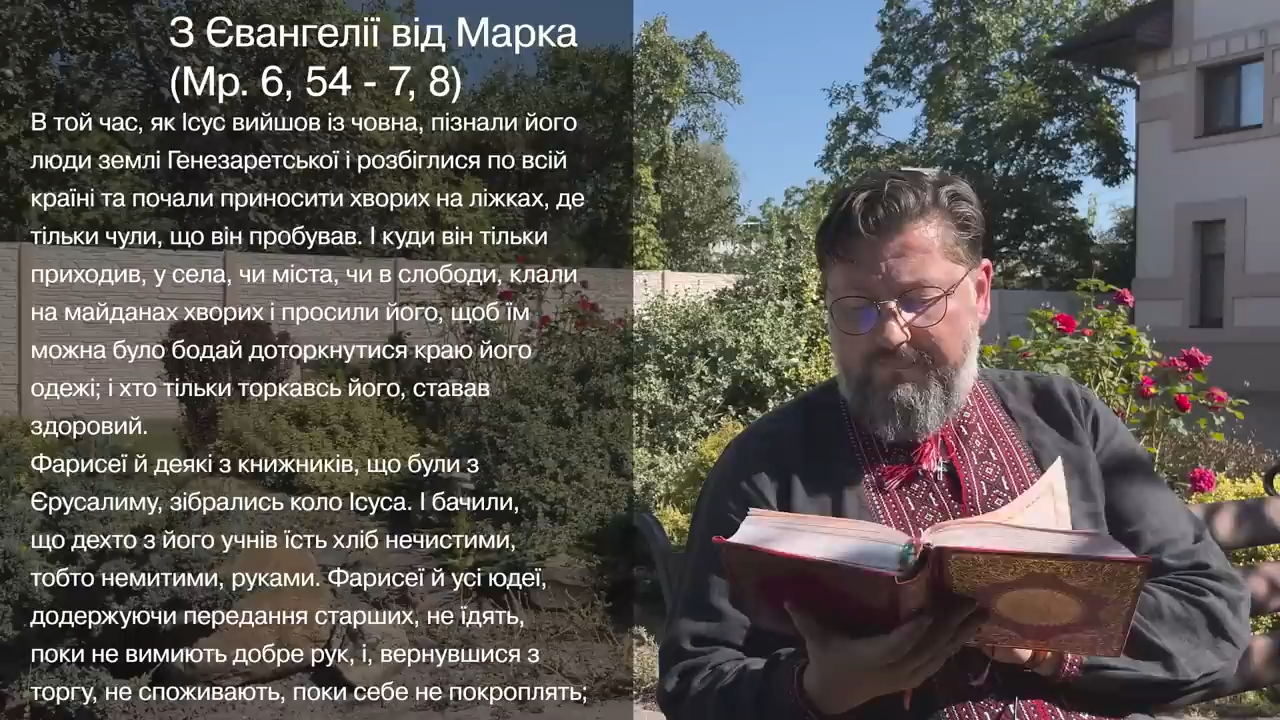 З Євангелії від Марка
(Мр. 6, 54 - 7, 8)
В той час, як Ісус вийшов із човна, пізнали його
люди землі Генезаретської і розбіглися по всій
країні та почали приносити хворих на ліжках, де
тільки чули, що він пробував. І куди він тільки
приходив, у села, чи міста, чи в слободи, клали
на майданах хворих і просили його, щоб їм
можна було бодай доторкнутися краю його
одежі; і хто тільки торкавсь його, ставав
здоровий.
Фарисеї й деякі з книжників, що були з
Єрусалиму, зібрались коло Ісуса. І бачили,
що дехто з його учнів їсть хліб нечистими,
тобто немитими, руками. Фарисеї й усі юдеї,
додержуючи передання старших, не їдять,
поки не вимиють добре рук, і, вернувшися з
торгу, не споживають, поки себе не покроплять;